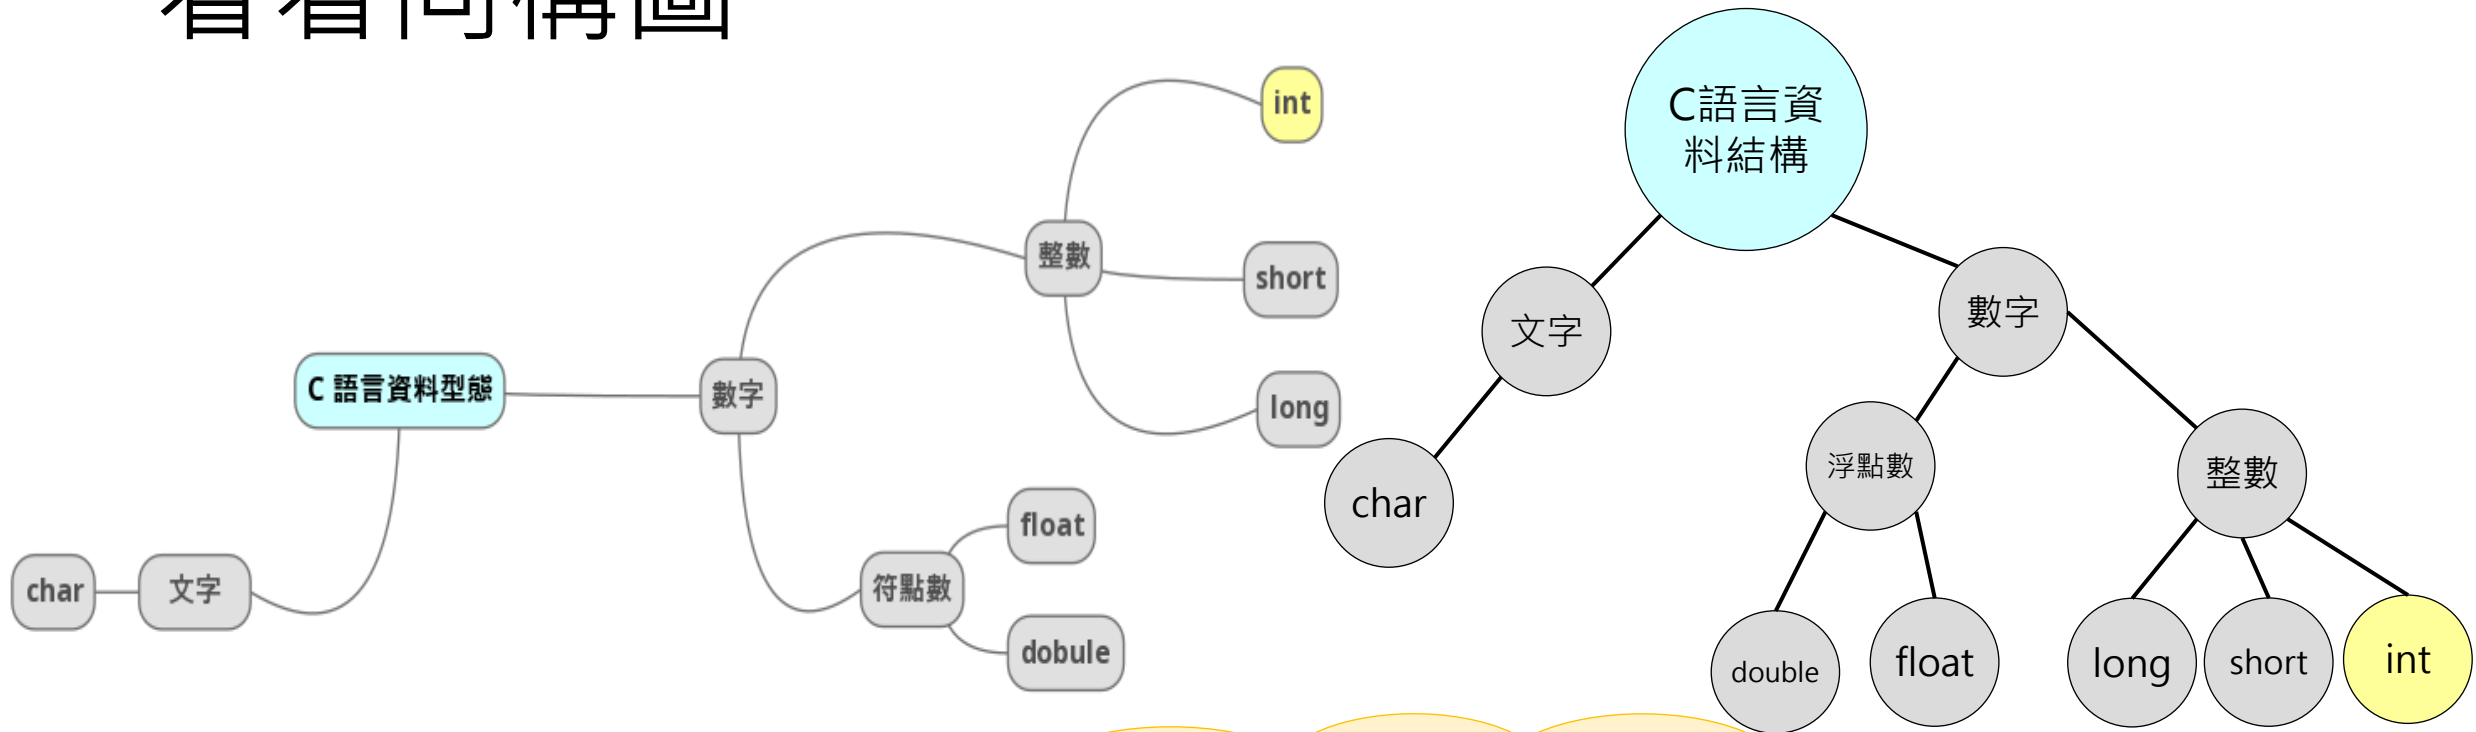 int
整數
short
C 語言資料型態
數字
long
float
char
文字
符點數
dobule
C語言資
料結構
文字
數字
char
浮點數
整數
double
float
long
short
int